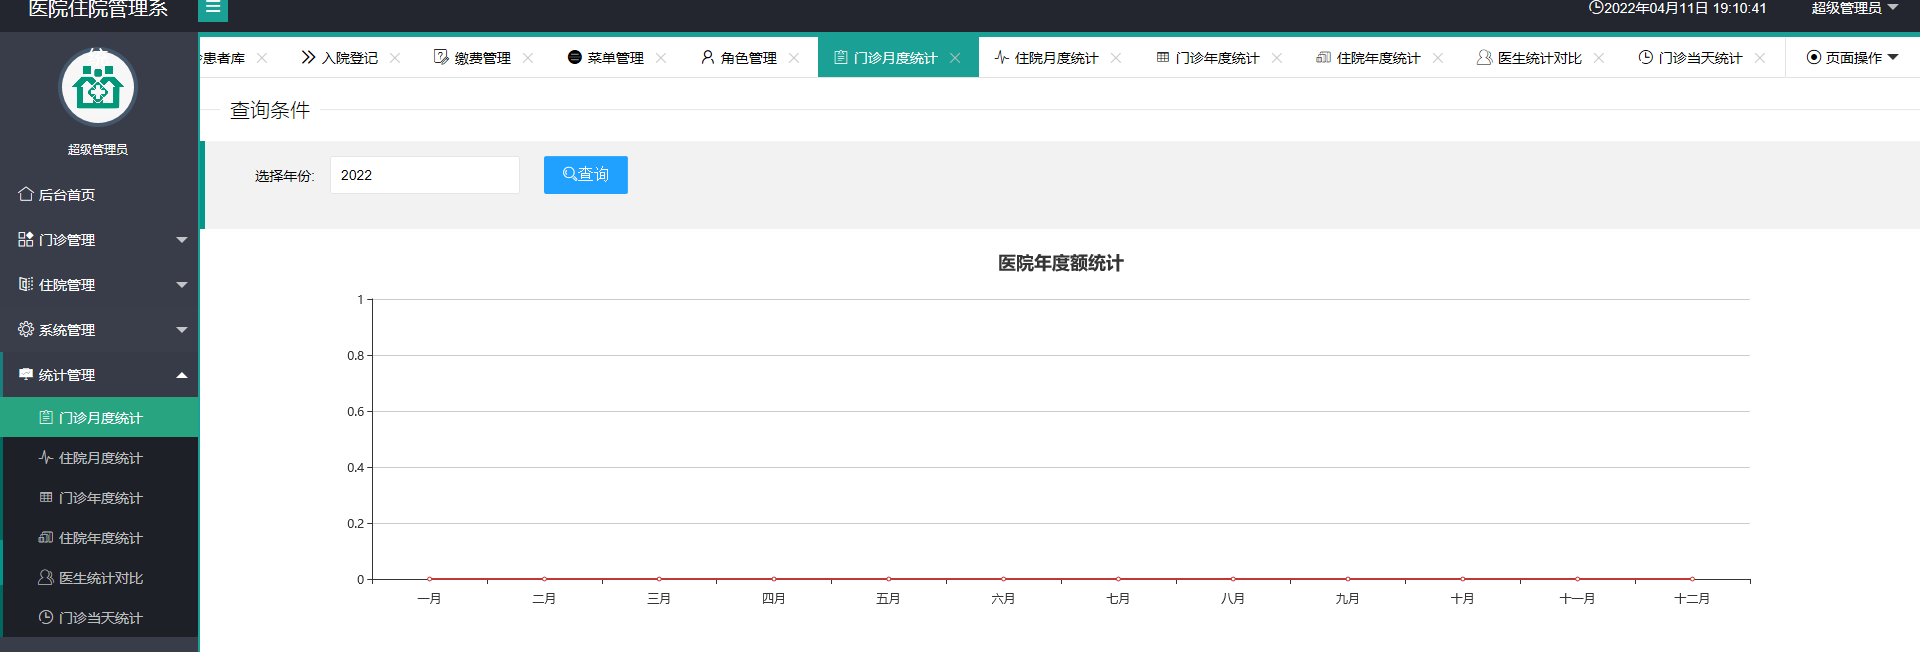 医院住院管理系
2022年04月11日 19:10:41
超级管理员
患者库
入院登记
缴费管理
菜单管理
角色管理
门诊月度统计
住院月度统计
门诊年度统计
住院年度统计
医生统计对比
门诊当天统计
页面操作
超级管理员
后台首页
门诊管理
住院管理
系统管理
统计管理
门诊月度统计
住院月度统计
门诊年度统计
住院年度统计
医生统计对比
门诊当天统计
查询条件
选择年份:
2022
查询
医院年度额统计
1
0.8
0.6
0.4
0.2
0
一月 二月 三月 四月 五月 六月 七月 八月 九月 十月 十一月 十二月